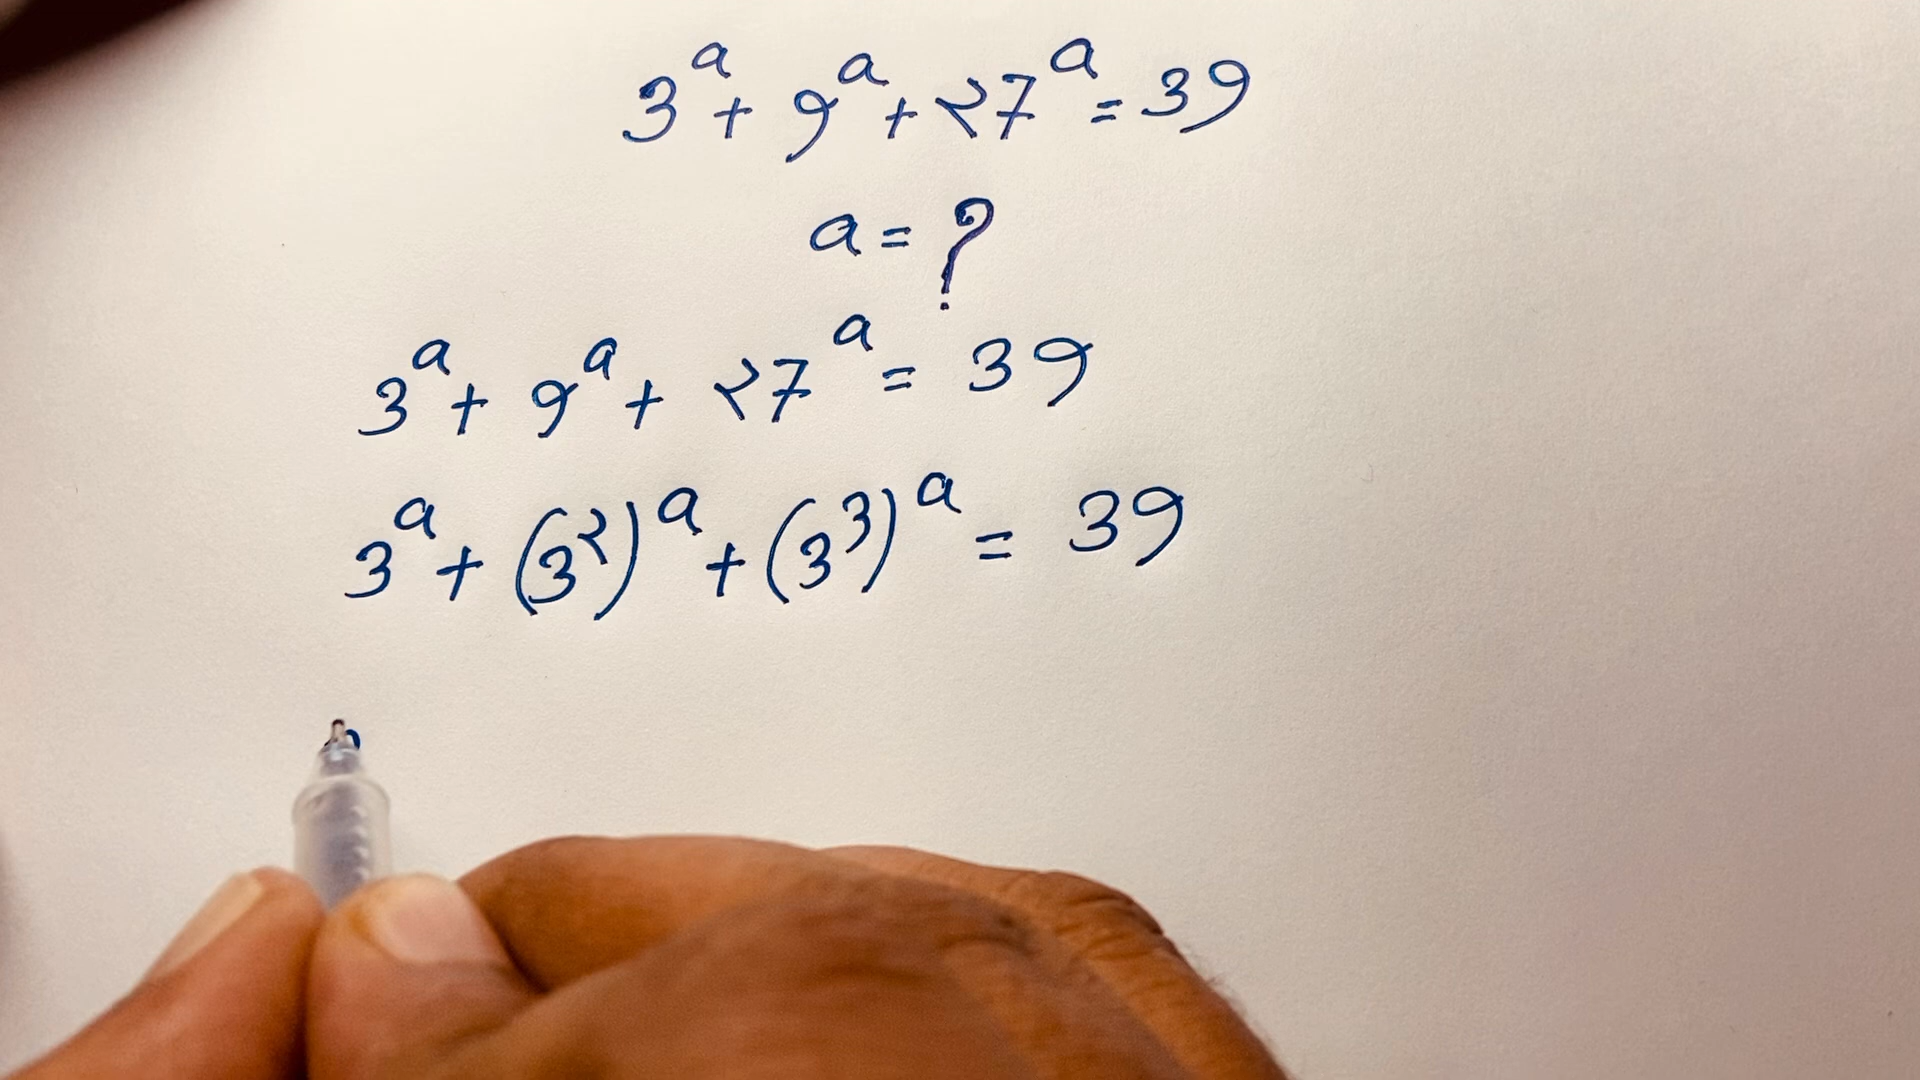 3^a + 9^a + 27^a = 39
a = ?
3^a + 9^a + 27^a = 39
3^a + (3^2)^a + (3^3)^a = 39